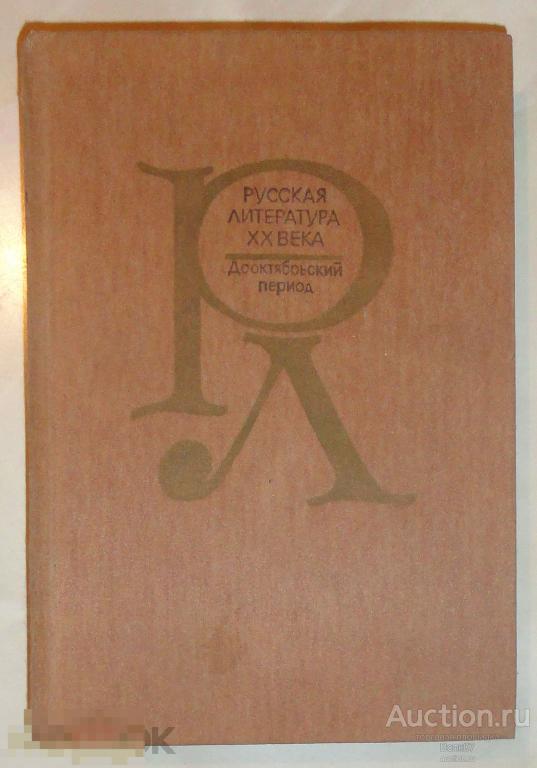 Р
РУССКАЯ
ЛИТЕРАТУРА
XX ВЕКА
Дооктябрьский
период
Л
Auction.ru